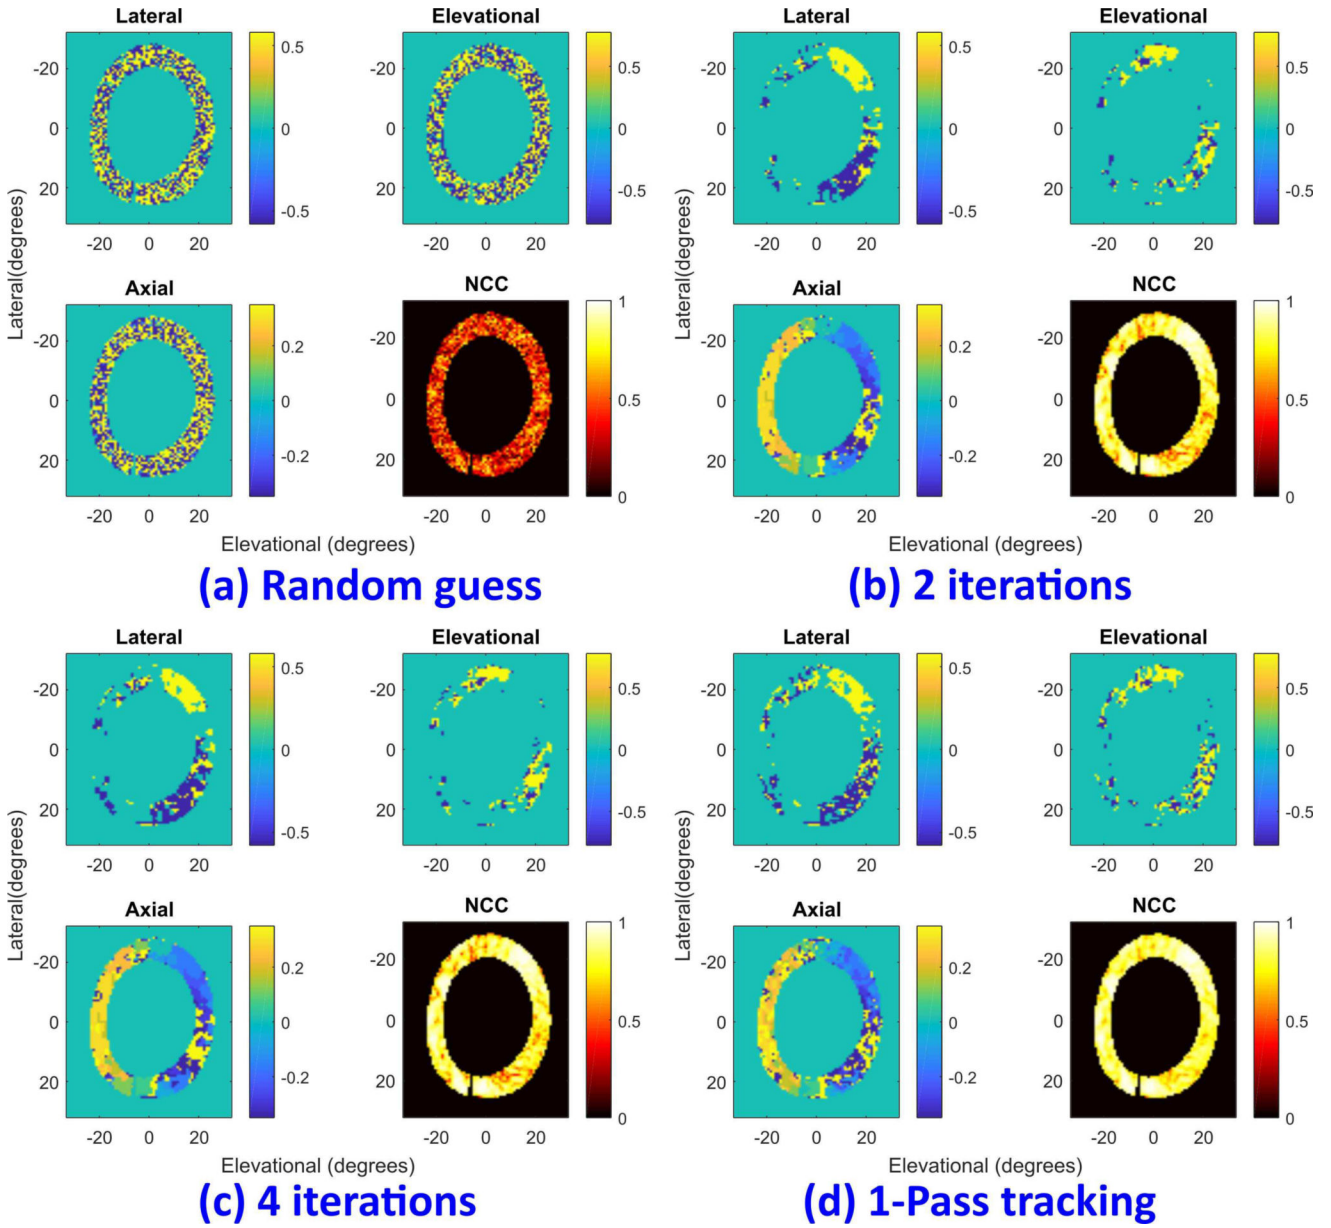 Lateral
Elevational
-20
0
20
-20 0 20
0.5
0
-0.5
-20
0
20
-20 0 20
0.5
0
-0.5
Axial
NCC
-20
0
20
-20 0 20
0.2
0
-0.2
-20
0
20
-20 0 20
1
0.5
0
Lateral(degrees)
Elevational (degrees)
(a) Random guess
Lateral
Elevational
-20
0
20
-20 0 20
0.5
0
-0.5
-20
0
20
-20 0 20
0.5
0
-0.5
Axial
NCC
-20
0
20
-20 0 20
0.2
0
-0.2
-20
0
20
-20 0 20
1
0.5
0
Lateral(degrees)
Elevational (degrees)
(b) 2 iterations
Lateral
Elevational
-20
0
20
-20 0 20
0.5
0
-0.5
-20
0
20
-20 0 20
0.5
0
-0.5
Axial
NCC
-20
0
20
-20 0 20
0.2
0
-0.2
-20
0
20
-20 0 20
1
0.5
0
Lateral(degrees)
Elevational (degrees)
(c) 4 iterations
Lateral
Elevational
-20
0
20
-20 0 20
0.5
0
-0.5
-20
0
20
-20 0 20
0.5
0
-0.5
Axial
NCC
-20
0
20
-20 0 20
0.2
0
-0.2
-20
0
20
-20 0 20
1
0.5
0
Lateral(degrees)
Elevational (degrees)
(d) 1-Pass tracking